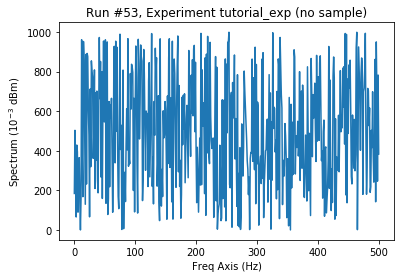 Run #53, Experiment tutorial_exp (no sample)
1000
800
600
400
200
0
Spectrum (10⁻³ dBm)
0 100 200 300 400 500
Freq Axis (Hz)